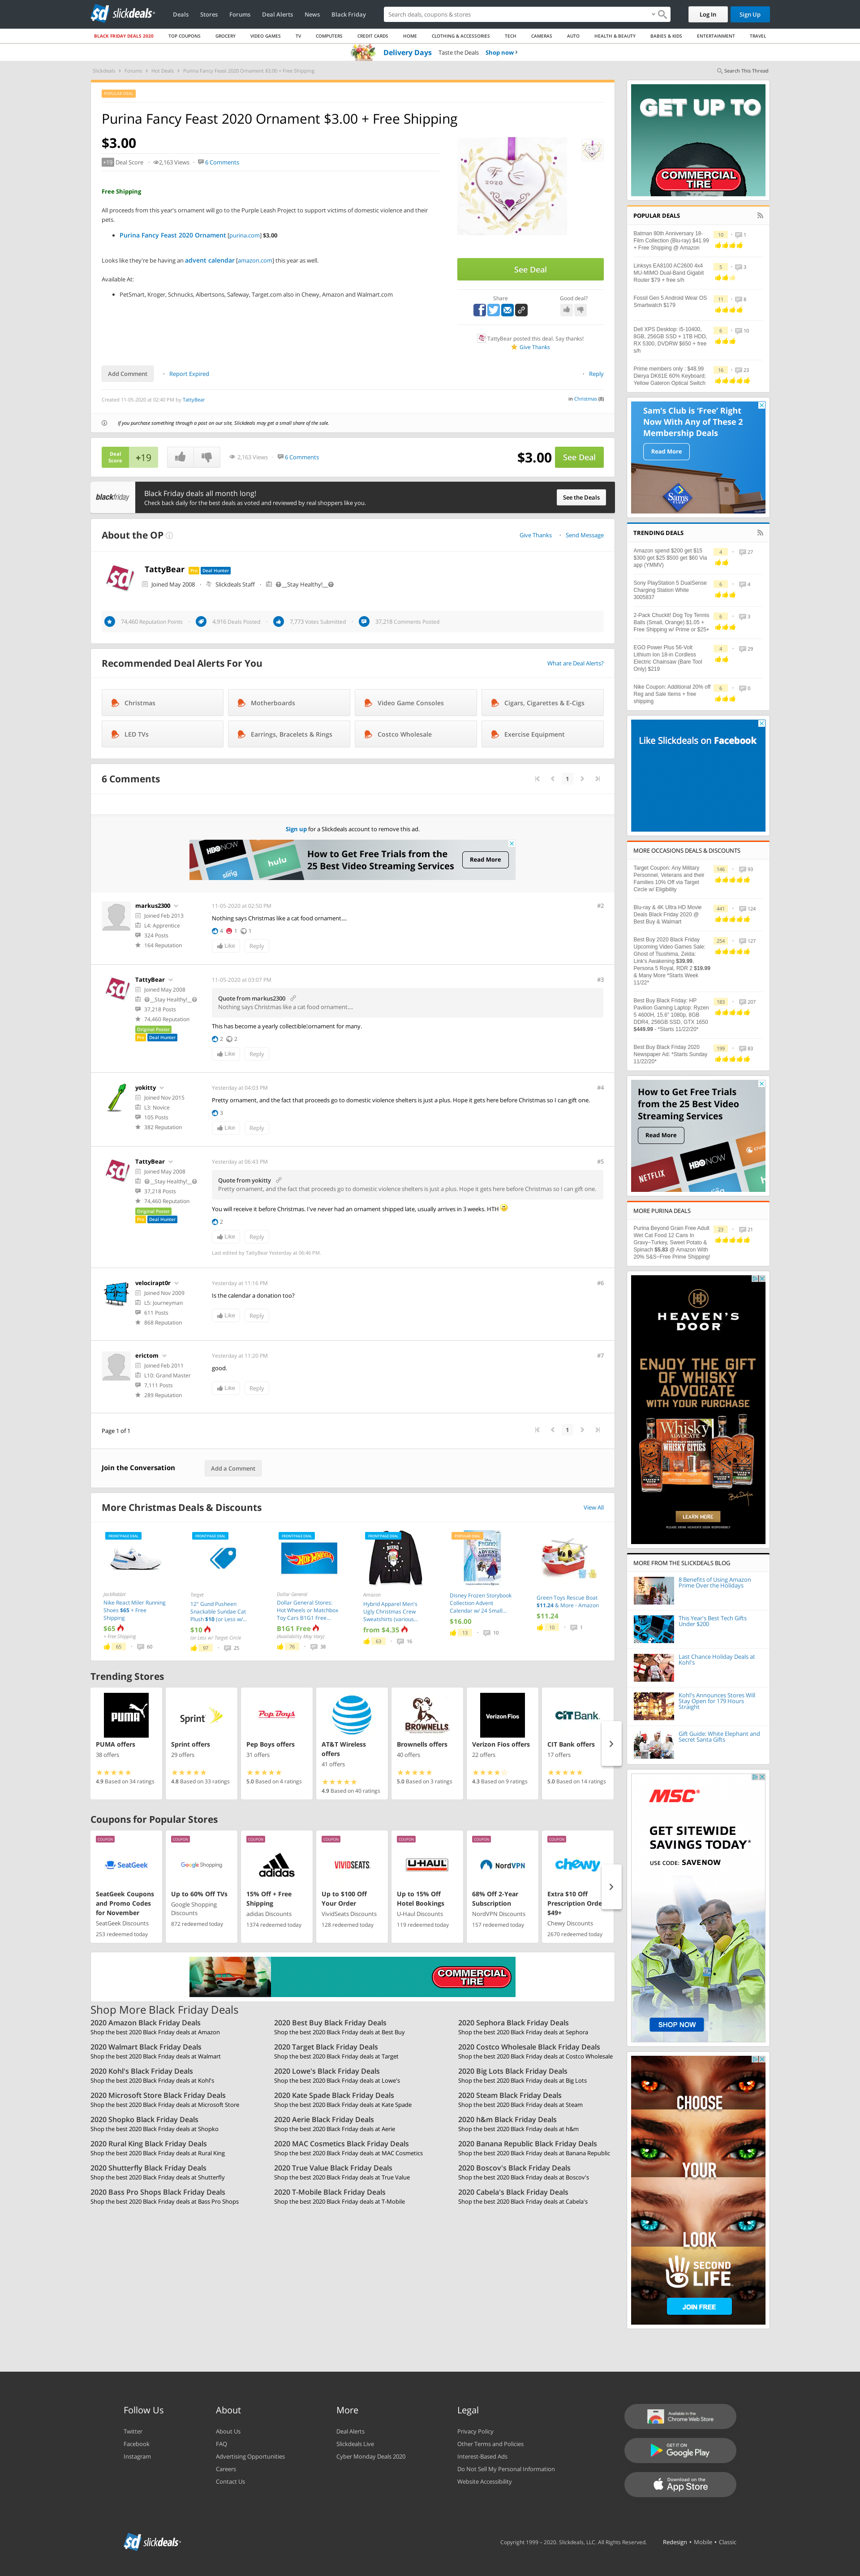 slickdeals
Deals
Stores
Forums
Deal Alerts
News
Black Friday
Search deals, coupons & stores
Log In
Sign Up
BLACK FRIDAY DEALS 2020
TOP COUPONS
GROCERY
VIDEO GAMES
TV
COMPUTERS
CREDIT CARDS
HOME
CLOTHING & ACCESSORIES
TECH
CAMERAS
AUTO
HEALTH & BEAUTY
BABIES & KIDS
ENTERTAINMENT
TRAVEL
Delivery Days Taste the Deals Shop now ›
Slickdeals › Forums › Hot Deals › Purina Fancy Feast 2020 Ornament $3.00 + Free Shipping
Search This Thread
POPULAR DEAL
Purina Fancy Feast 2020 Ornament $3.00 + Free Shipping
$3.00
+19 Deal Score
2,163 Views
6 Comments
Free Shipping
All proceeds from this year's ornament will go to the Purple Leash Project to support victims of domestic violence and their
pets.
Purina Fancy Feast 2020 Ornament [purina.com] $3.00
Looks like they're be having an advent calendar [amazon.com] this year as well.
Available At:
PetSmart, Kroger, Schnucks, Albertsons, Safeway, Target.com also in Chewy, Amazon and Walmart.com
See Deal
Share
Good deal?
TattyBear posted this deal. Say thanks!
Give Thanks
Add Comment
Report Expired
Reply
Created 11-05-2020 at 02:40 PM by TattyBear
in Christmas (8)
If you purchase something through a post on our site, Slickdeals may get a small share of the sale.
Deal Score +19
2,163 Views
6 Comments
$3.00
See Deal
blackfriday
Black Friday deals all month long!
Check back daily for the best deals as voted and reviewed by real shoppers like you.
See the Deals
About the OP
Give Thanks
Send Message
TattyBear Pro Deal Hunter
Joined May 2008
Slickdeals Staff
__Stay Healthy!__
74,460 Reputation Points
4,916 Deals Posted
7,773 Votes Submitted
37,218 Comments Posted
Recommended Deal Alerts For You
What are Deal Alerts?
Christmas
Motherboards
Video Game Consoles
Cigars, Cigarettes & E-Cigs
LED TVs
Earrings, Bracelets & Rings
Costco Wholesale
Exercise Equipment
6 Comments
1
Sign up for a Slickdeals account to remove this ad.
HBO NOW
hulu
sling
How to Get Free Trials from the
25 Best Video Streaming Services
Read More
markus2300
Joined Feb 2013
L4: Apprentice
324 Posts
164 Reputation
11-05-2020 at 02:50 PM
#2
Nothing says Christmas like a cat food ornament....
4 1 1
Like
Reply
TattyBear
Joined May 2008
__Stay Healthy!__
37,218 Posts
74,460 Reputation
Original Poster
Pro Deal Hunter
11-05-2020 at 03:07 PM
#3
Quote from markus2300
Nothing says Christmas like a cat food ornament....
This has become a yearly collectible/ornament for many.
2 2
Like
Reply
yokitty
Joined Nov 2015
L3: Novice
105 Posts
382 Reputation
Yesterday at 04:03 PM
#4
Pretty ornament, and the fact that proceeds go to domestic violence shelters is just a plus. Hope it gets here before Christmas so I can gift one.
3
Like
Reply
TattyBear
Joined May 2008
__Stay Healthy!__
37,218 Posts
74,460 Reputation
Original Poster
Pro Deal Hunter
Yesterday at 06:43 PM
#5
Quote from yokitty
Pretty ornament, and the fact that proceeds go to domestic violence shelters is just a plus. Hope it gets here before Christmas so I can gift one.
You will receive it before Christmas. I've never had an ornament shipped late, usually arrives in 3 weeks. HTH
2
Like
Reply
Last edited by TattyBear Yesterday at 06:46 PM.
velocirapt0r
Joined Nov 2009
L5: Journeyman
611 Posts
868 Reputation
Yesterday at 11:16 PM
#6
Is the calendar a donation too?
Like
Reply
erictom
Joined Feb 2011
L10: Grand Master
7,111 Posts
289 Reputation
Yesterday at 11:20 PM
#7
good.
Like
Reply
Page 1 of 1
1
Join the Conversation
Add a Comment
More Christmas Deals & Discounts
View All
FRONTPAGE DEAL
JackRabbit
Nike React Miler Running
Shoes $65 + Free
Shipping
$65
+ Free Shipping
65 60
FRONTPAGE DEAL
Target
12" Gund Pusheen
Snackable Sundae Cat
Plush $10 (or Less w/...
$10
(or Less w/ Target Circle
97 25
FRONTPAGE DEAL
Dollar General
Dollar General Stores:
Hot Wheels or Matchbox
Toy Cars B1G1 Free...
B1G1 Free
(Availability May Vary)
76 38
FRONTPAGE DEAL
Amazon
Hybrid Apparel Men's
Ugly Christmas Crew
Sweatshirts (various...
from $4.35
63 16
POPULAR DEAL
Disney Frozen Storybook
Collection Advent
Calendar w/ 24 Small...
$16.00
13 10
Green Toys Rescue Boat
$11.24 & More - Amazon
$11.24
10 1
Trending Stores
PUMA offers
38 offers
4.9 Based on 34 ratings
Sprint offers
29 offers
4.8 Based on 33 ratings
Pep Boys offers
31 offers
5.0 Based on 4 ratings
AT&T Wireless
offers
41 offers
4.9 Based on 40 ratings
Brownells offers
40 offers
5.0 Based on 3 ratings
Verizon Fios offers
22 offers
4.3 Based on 9 ratings
CIT Bank offers
17 offers
5.0 Based on 14 ratings
Coupons for Popular Stores
COUPON
SeatGeek
SeatGeek Coupons
and Promo Codes
for November
SeatGeek Discounts
253 redeemed today
COUPON
Google Shopping
Up to 60% Off TVs
Google Shopping
Discounts
872 redeemed today
COUPON
adidas
15% Off + Free
Shipping
adidas Discounts
1374 redeemed today
COUPON
VIVIDSEATS
Up to $100 Off
Your Order
VividSeats Discounts
128 redeemed today
COUPON
U-HAUL
Up to 15% Off
Hotel Bookings
U-Haul Discounts
119 redeemed today
COUPON
NordVPN
68% Off 2-Year
Subscription
NordVPN Discounts
157 redeemed today
COUPON
chewy
Extra $10 Off
Prescription Orde
$49+
Chewy Discounts
2670 redeemed today
COMMERCIAL TIRE
Shop More Black Friday Deals
2020 Amazon Black Friday Deals
Shop the best 2020 Black Friday deals at Amazon
2020 Best Buy Black Friday Deals
Shop the best 2020 Black Friday deals at Best Buy
2020 Sephora Black Friday Deals
Shop the best 2020 Black Friday deals at Sephora
2020 Walmart Black Friday Deals
Shop the best 2020 Black Friday deals at Walmart
2020 Target Black Friday Deals
Shop the best 2020 Black Friday deals at Target
2020 Costco Wholesale Black Friday Deals
Shop the best 2020 Black Friday deals at Costco Wholesale
2020 Kohl's Black Friday Deals
Shop the best 2020 Black Friday deals at Kohl's
2020 Lowe's Black Friday Deals
Shop the best 2020 Black Friday deals at Lowe's
2020 Big Lots Black Friday Deals
Shop the best 2020 Black Friday deals at Big Lots
2020 Microsoft Store Black Friday Deals
Shop the best 2020 Black Friday deals at Microsoft Store
2020 Kate Spade Black Friday Deals
Shop the best 2020 Black Friday deals at Kate Spade
2020 Steam Black Friday Deals
Shop the best 2020 Black Friday deals at Steam
2020 Shopko Black Friday Deals
Shop the best 2020 Black Friday deals at Shopko
2020 Aerie Black Friday Deals
Shop the best 2020 Black Friday deals at Aerie
2020 h&m Black Friday Deals
Shop the best 2020 Black Friday deals at h&m
2020 Rural King Black Friday Deals
Shop the best 2020 Black Friday deals at Rural King
2020 MAC Cosmetics Black Friday Deals
Shop the best 2020 Black Friday deals at MAC Cosmetics
2020 Banana Republic Black Friday Deals
Shop the best 2020 Black Friday deals at Banana Republic
2020 Shutterfly Black Friday Deals
Shop the best 2020 Black Friday deals at Shutterfly
2020 True Value Black Friday Deals
Shop the best 2020 Black Friday deals at True Value
2020 Boscov's Black Friday Deals
Shop the best 2020 Black Friday deals at Boscov's
2020 Bass Pro Shops Black Friday Deals
Shop the best 2020 Black Friday deals at Bass Pro Shops
2020 T-Mobile Black Friday Deals
Shop the best 2020 Black Friday deals at T-Mobile
2020 Cabela's Black Friday Deals
Shop the best 2020 Black Friday deals at Cabela's
GET UP TO
COMMERCIAL TIRE
POPULAR DEALS
Batman 80th Anniversary 18-
Film Collection (Blu-ray) $41.99
+ Free Shipping @ Amazon
10 1
Linksys EA8100 AC2600 4x4
MU-MIMO Dual-Band Gigabit
Router $79 + free s/h
5 3
Fossil Gen 5 Android Wear OS
Smartwatch $179
11 8
Dell XPS Desktop: i5-10400,
8GB, 256GB SSD + 1TB HDD,
RX 5300, DVDRW $650 + free
s/h
6 10
Prime members only : $48.99
Dierya DK61E 60% Keyboard,
Yellow Gateron Optical Switch
16 23
Sam's Club is 'Free' Right
Now With Any of These 2
Membership Deals
Read More
TRENDING DEALS
Amazon spend $200 get $15
$300 get $25 $500 get $60 Via
app (YMMV)
4 27
Sony PlayStation 5 DualSense
Charging Station White
3005837
6 4
2-Pack Chuckit! Dog Toy Tennis
Balls (Small, Orange) $1.05 +
Free Shipping w/ Prime or $25+
6 3
EGO Power Plus 56-Volt
Lithium Ion 18-in Cordless
Electric Chainsaw (Bare Tool
Only) $219
4 29
Nike Coupon: Additional 20% off
Reg and Sale Items + free
shipping
6 0
Like Slickdeals on Facebook
MORE OCCASIONS DEALS & DISCOUNTS
Target Coupon: Any Military
Personnel, Veterans and their
Families 10% Off via Target
Circle w/ Eligibility
146 93
Blu-ray & 4K Ultra HD Movie
Deals Black Friday 2020 @
Best Buy & Walmart
441 124
Best Buy 2020 Black Friday
Upcoming Video Games Sale:
Ghost of Tsushima, Zelda:
Link's Awakening $39.99,
Persona 5 Royal, RDR 2 $19.99
& Many More *Starts Week
11/22*
254 127
Best Buy Black Friday: HP
Pavilion Gaming Laptop: Ryzen
5 4600H, 15.6" 1080p, 8GB
DDR4, 256GB SSD, GTX 1650
$449.99 - *Starts 11/22/20*
183 207
Best Buy Black Friday 2020
Newspaper Ad: *Starts Sunday
11/22/20*
199 83
How to Get Free Trials
from the 25 Best Video
Streaming Services
Read More
NETFLIX
hulu
HBO NOW
MORE PURINA DEALS
Purina Beyond Grain Free Adult
Wet Cat Food 12 Cans in
Gravy~Turkey, Sweet Potato &
Spinach $5.83 @ Amazon With
20% S&S~Free Prime Shipping!
23 21
HEAVEN'S
DOOR
ENJOY THE GIFT
OF WHISKY
ADVOCATE
WITH YOUR PURCHASE
Whisky
ADVOCATE
WHISKY CITIES
LEARN MORE
MORE FROM THE SLICKDEALS BLOG
8 Benefits of Using Amazon
Prime Over the Holidays
This Year's Best Tech Gifts
Under $200
Last Chance Holiday Deals at
Kohl's
Kohl's Announces Stores Will
Stay Open for 179 Hours
Straight
Gift Guide: White Elephant and
Secret Santa Gifts
MSC
GET SITEWIDE
SAVINGS TODAY*
USE CODE: SAVENOW
SHOP NOW
CHOOSE
YOUR
LOOK
SECOND
LIFE
JOIN FREE
Follow Us
Twitter
Facebook
Instagram
About
About Us
FAQ
Advertising Opportunities
Careers
Contact Us
More
Deal Alerts
Slickdeals Live
Cyber Monday Deals 2020
Legal
Privacy Policy
Other Terms and Policies
Interest-Based Ads
Do Not Sell My Personal Information
Website Accessibility
Available in the
Chrome Web Store
GET IT ON
Google Play
Download on the
App Store
slickdeals
Copyright 1999 – 2020. Slickdeals, LLC. All Rights Reserved.
Redesign • Mobile • Classic